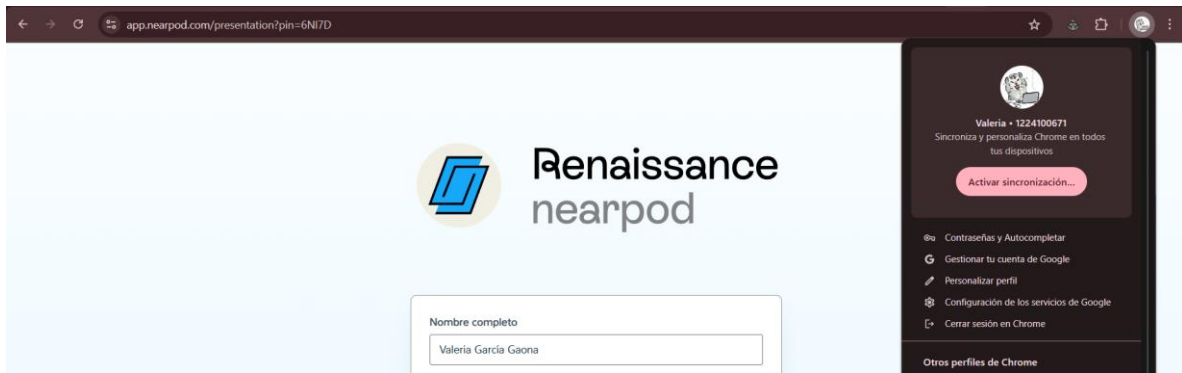 app.nearpod.com/presentation?pin=6NI7D
Renaissance
nearpod
Nombre completo
Valeria García Gaona
Valeria • 1224100671
Sincroniza y personaliza Chrome en todos
tus dispositivos
Activar sincronización...
Contraseñas y Autocompletar
Gestionar tu cuenta de Google
Personalizar perfil
Configuración de los servicios de Google
Cerrar sesión en Chrome
Otros perfiles de Chrome